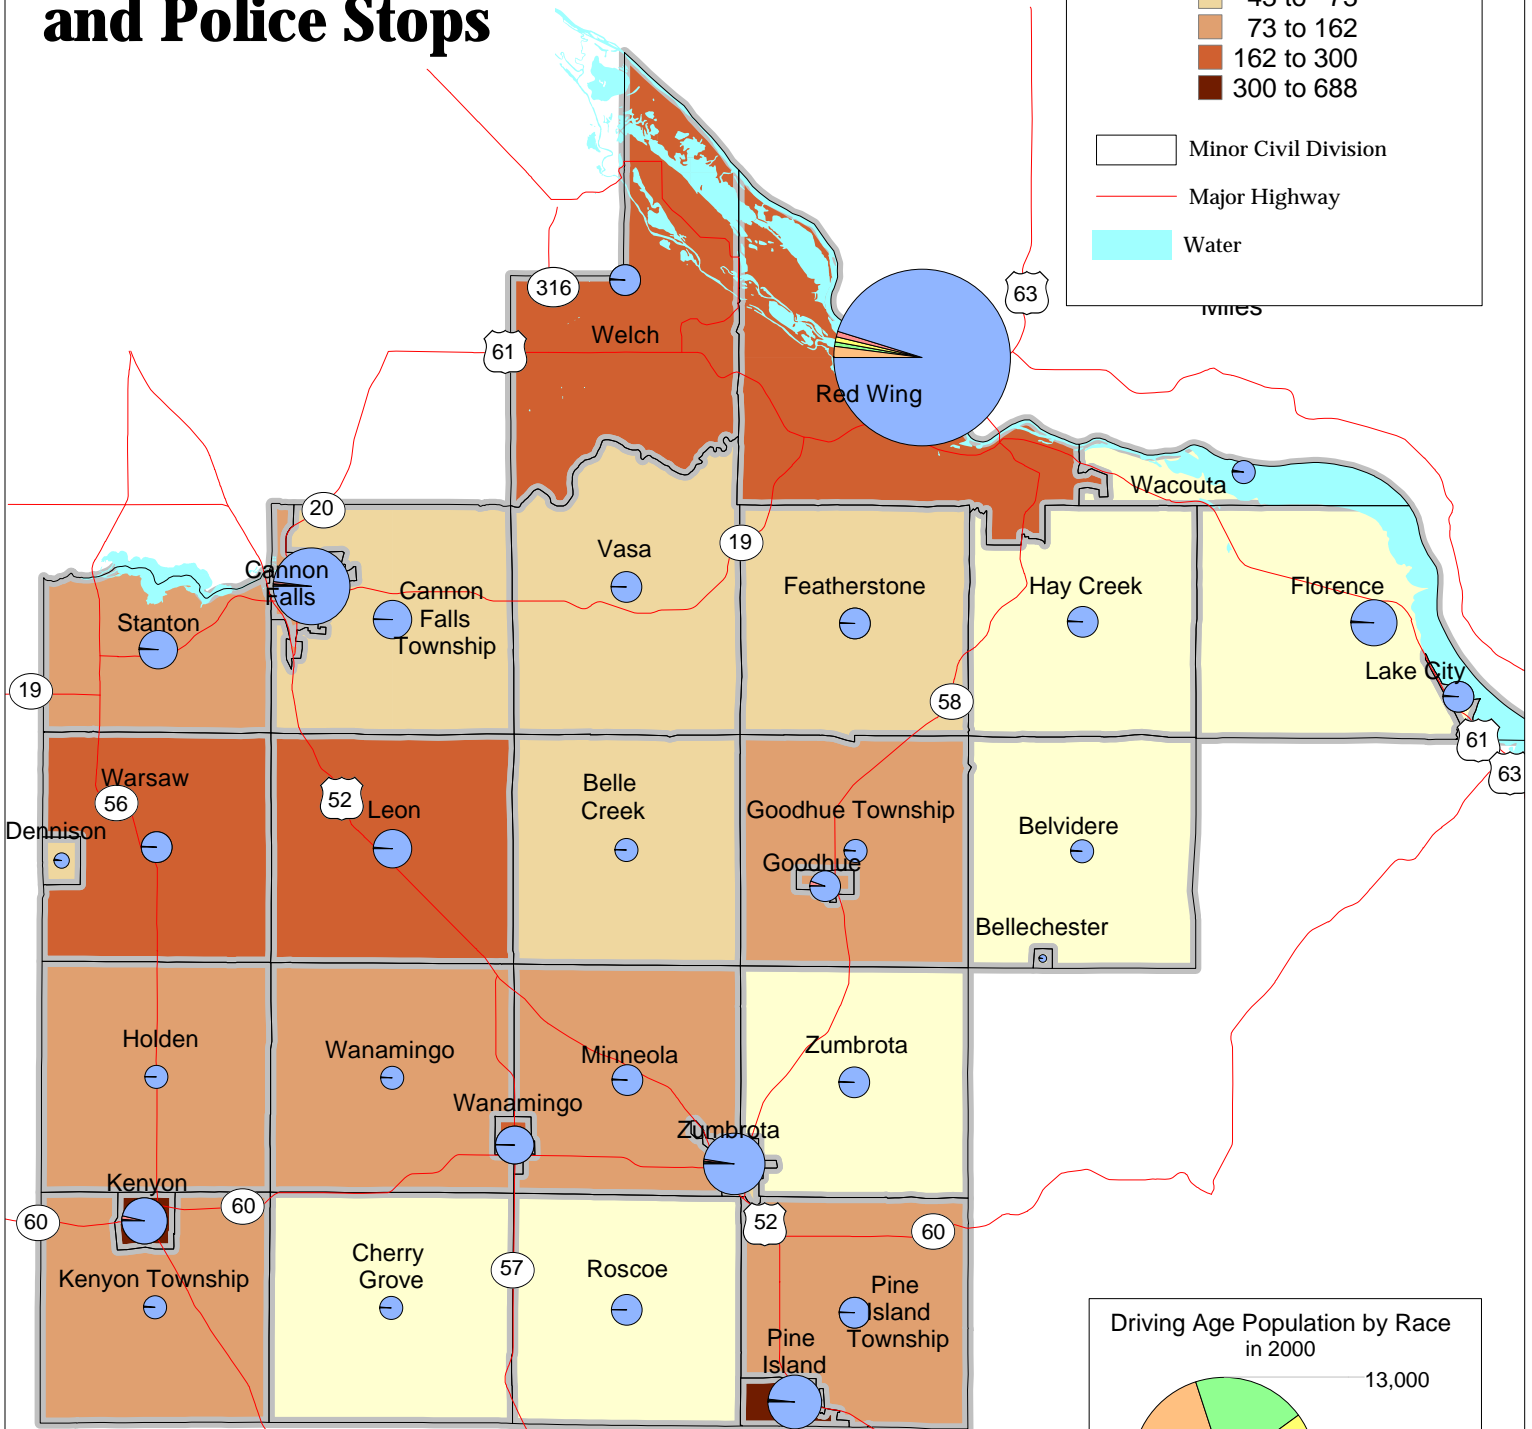 and Police Stops
43 to 73
73 to 162
162 to 300
300 to 688
Minor Civil Division
Major Highway
Water
Miles
316
63
61
Welch
Red Wing
Wacouta
20
19
Cannon
Falls
Cannon
Falls
Township
Vasa
Featherstone
Hay Creek
Florence
Stanton
Lake City
19
58
61
63
Warsaw
56
52
Leon
Belle
Creek
Goodhue Township
Goodhue
Belvidere
Dennison
Bellechester
Holden
Wanamingo
Minneola
Zumbrota
Wanamingo
Zumbrota
Kenyon
60
60
52
60
Kenyon Township
Cherry
Grove
57
Roscoe
Pine
Island
Township
Pine
Island
Driving Age Population by Race
in 2000
13,000